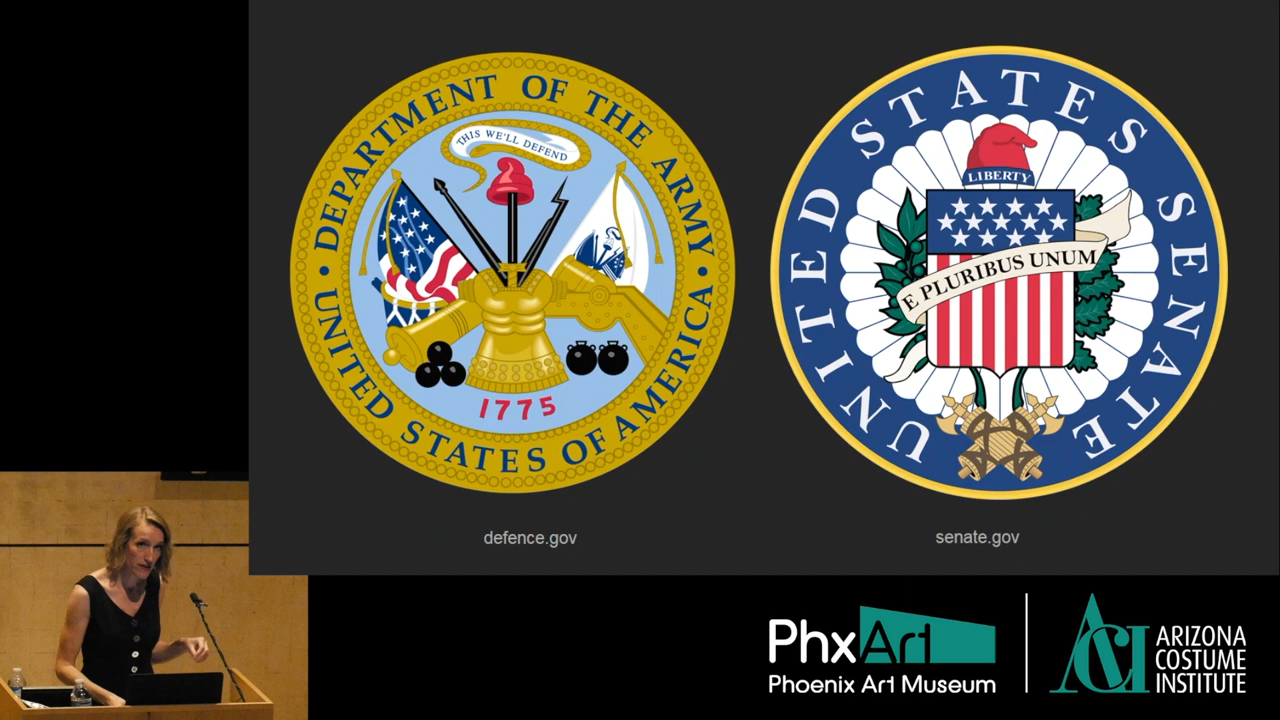 DEPARTMENT OF THE ARMY
THIS WE'LL DEFEND
1775
• UNITED STATES OF AMERICA •
UNITED STATES SENATE
LIBERTY
E PLURIBUS UNUM
defence.gov
senate.gov
PhxArt
Phoenix Art Museum
ACI
ARIZONA
COSTUME
INSTITUTE